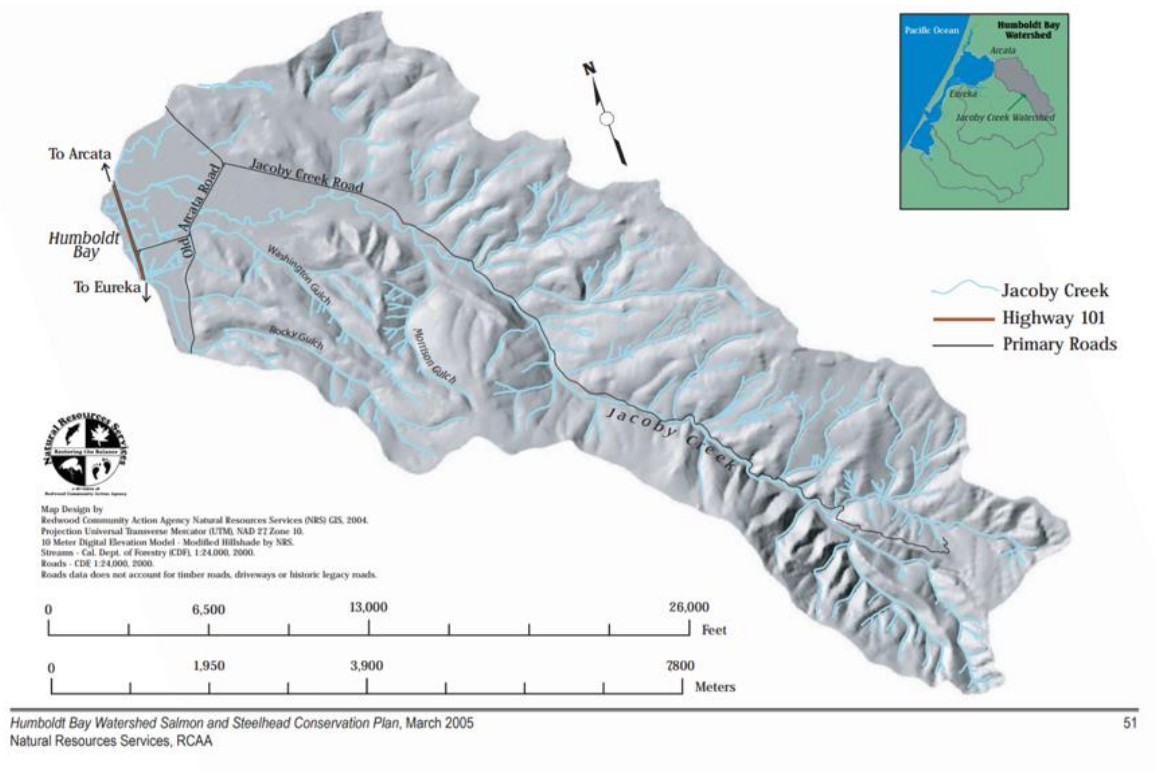 Pacific Ocean
Humboldt Bay
Watershed
Arcata
Eureka
Jacoby Creek Watershed
N
To Arcata
Jacoby Creek Road
Old Arcata Road
Humboldt
Bay
Washington Gulch
To Eureka
Rocky Gulch
Morrison Gulch
Jacoby Creek
Jacoby Creek
Highway 101
Primary Roads
Natural Resources Services
Restoring the Balance
a division of
Redwood Community Action Agency
Map Design by
Redwood Community Action Agency Natural Resources Services (NRS) GIS, 2004.
Projection Universal Transverse Mercator (UTM), NAD 27 Zone 10.
10 Meter Digital Elevation Model - Modified Hillshade by NRS.
Streams - Cal. Dept. of Forestry (CDF), 1:24,000, 2000.
Roads - CDF 1:24,000, 2000.
Roads data does not account for timber roads, driveways or historic legacy roads.
0 6,500 13,000 26,000
Feet
0 1,950 3,900 7800
Meters
Humboldt Bay Watershed Salmon and Steelhead Conservation Plan, March 2005 51
Natural Resources Services, RCAA